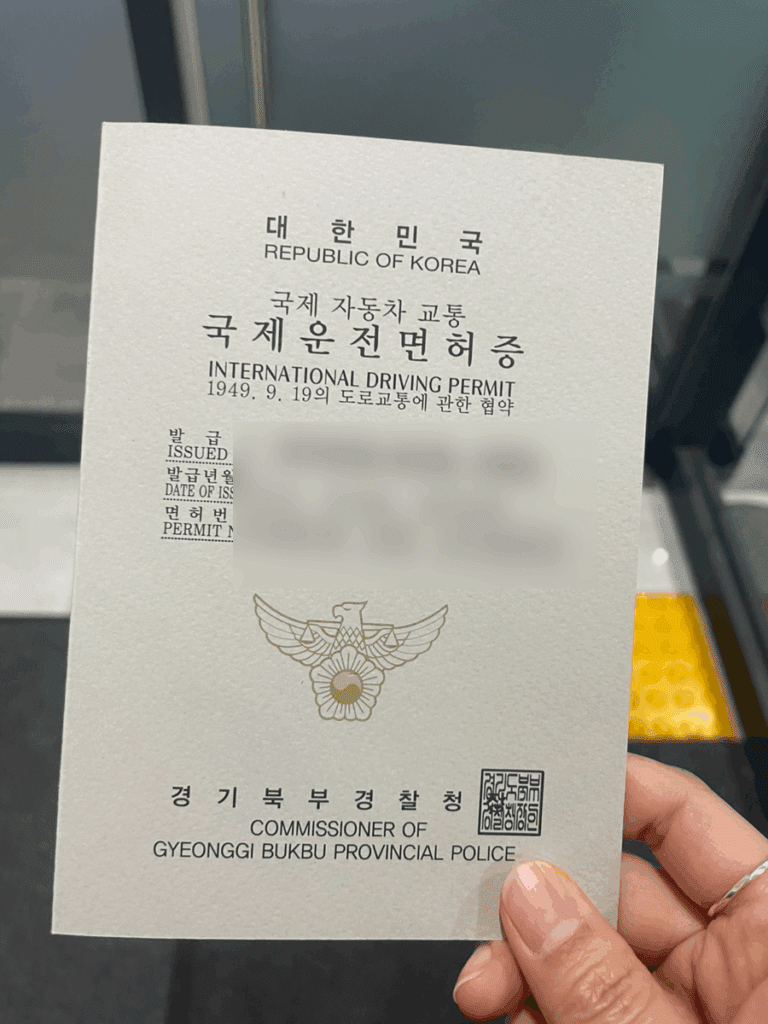 대 한 민 국
REPUBLIC OF KOREA
국제 자동차 교통
국 제 운 전 면 허 증
INTERNATIONAL DRIVING PERMIT
1949. 9. 19의 도로교통에 관한 협약
발 급
ISSUED
발급년월
DATE OF ISS
면 허 번
PERMIT N
경 기 북 부 경 찰 청
COMMISSIONER OF
GYEONGGI BUKBU PROVINCIAL POLICE